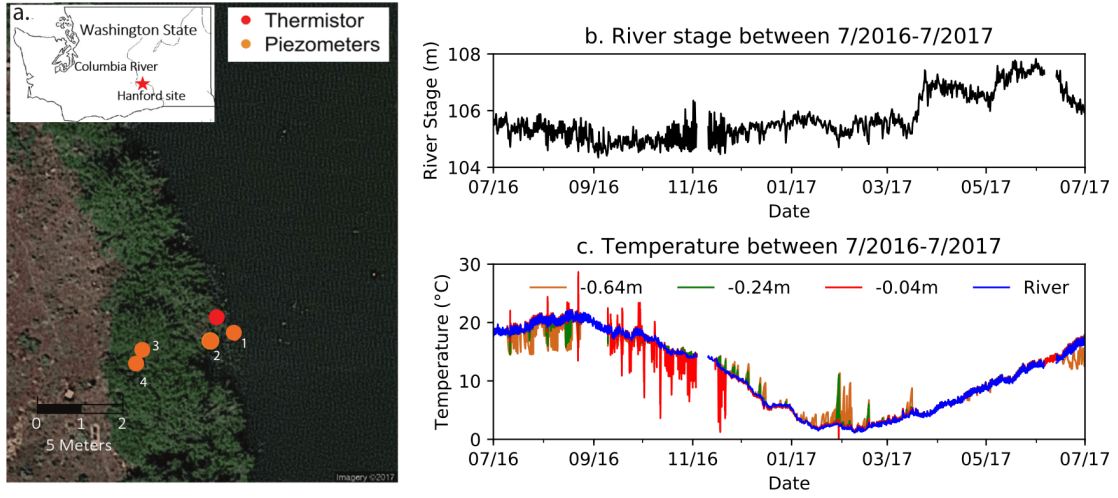 a.
Washington State
Columbia River
Hanford site
Thermistor
Piezometers
1
2
3
4
0 1 2
5 Meters
Imagery ©2017
b. River stage between 7/2016-7/2017
River Stage (m)
108
106
104
07/16 09/16 11/16 01/17 03/17 05/17 07/17
Date
c. Temperature between 7/2016-7/2017
Temperature (°C)
30
20
10
0
-0.64m -0.24m -0.04m River
07/16 09/16 11/16 01/17 03/17 05/17 07/17
Date